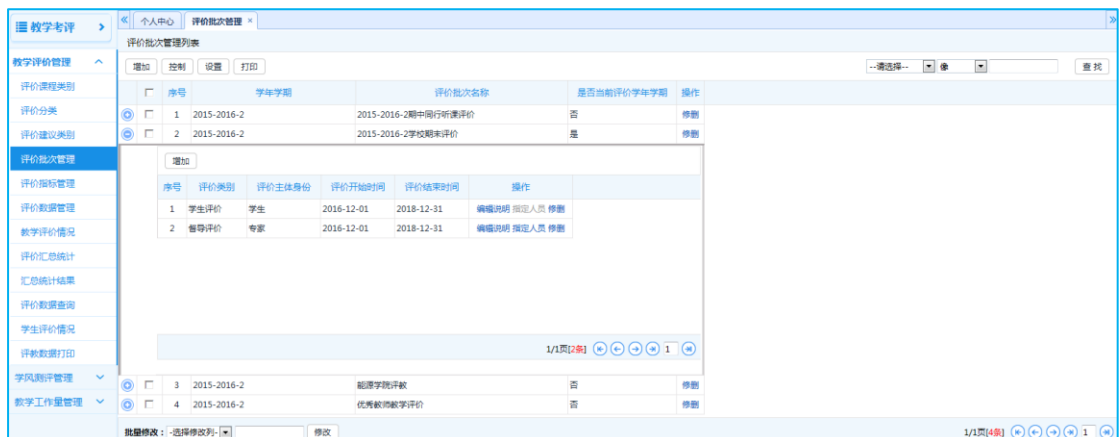 教学考评
个人中心 评价批次管理 ×
评价批次管理列表
教学评价管理
评价课程类别
评价分类
评价建议类别
评价批次管理
评价指标管理
评价数据管理
教学评价情况
评价汇总统计
汇总统计结果
评价数据查询
学生评价情况
评教数据打印
学风测评管理
教学工作量管理
增加 控制 设置 打印 --请选择-- 像 查 找
序号 学年学期 评价批次名称 是否当前评价学年学期 操作
1 2015-2016-2 2015-2016-2期中同行听课评价 否 修删
2 2015-2016-2 2015-2016-2学校期末评价 是 修删
增加
序号 评价类别 评价主体身份 评价开始时间 评价结束时间 操作
1 学生评价 学生 2016-12-01 2018-12-31 编辑说明 指定人员 修删
2 督导评价 专家 2016-12-01 2018-12-31 编辑说明 指定人员 修删
1/1页[2条] 1
3 2015-2016-2 能源学院评教 否 修删
4 2015-2016-2 优秀教师教学评价 否 修删
批量修改： -选择修改列- 修改 1/1页[4条] 1